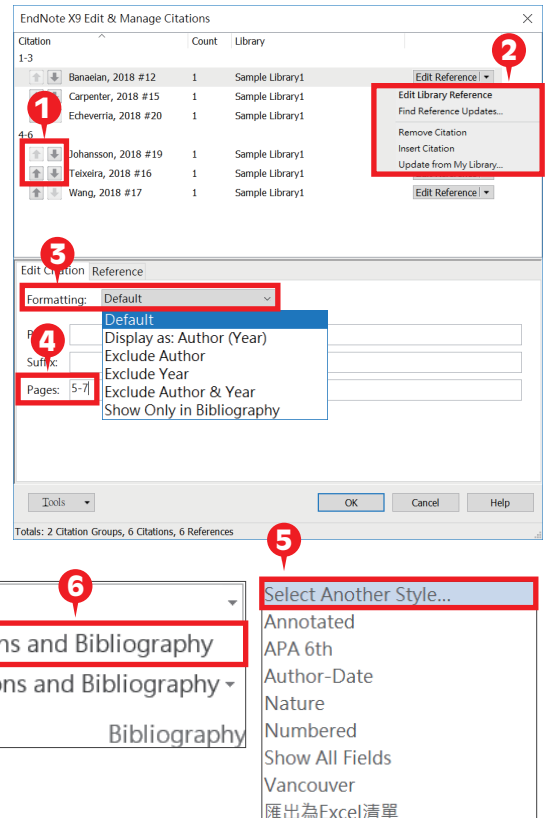 EndNote X9 Edit & Manage Citations
Citation Count Library
1-3
Banaeian, 2018 #12 1 Sample Library1 Edit Reference
2
Carpenter, 2018 #15 1 Sample Library1
Echeverria, 2018 #20 1 Sample Library1
1
4-6
Johansson, 2018 #19 1 Sample Library1
Teixeira, 2018 #16 1 Sample Library1
Wang, 2018 #17 1 Sample Library1 Edit Reference
Edit Library Reference
Find Reference Updates...
Remove Citation
Insert Citation
Update from My Library...
3
Edit Citation Reference
Formatting: Default
Default
Display as: Author (Year)
Exclude Author
Exclude Year
Exclude Author & Year
Show Only in Bibliography
4
Suffix:
Pages: 5-7
Tools OK Cancel Help
Totals: 2 Citation Groups, 6 Citations, 6 References
6
ns and Bibliography
ons and Bibliography
Bibliography
5
Select Another Style...
Annotated
APA 6th
Author-Date
Nature
Numbered
Show All Fields
Vancouver
匯出為Excel清單